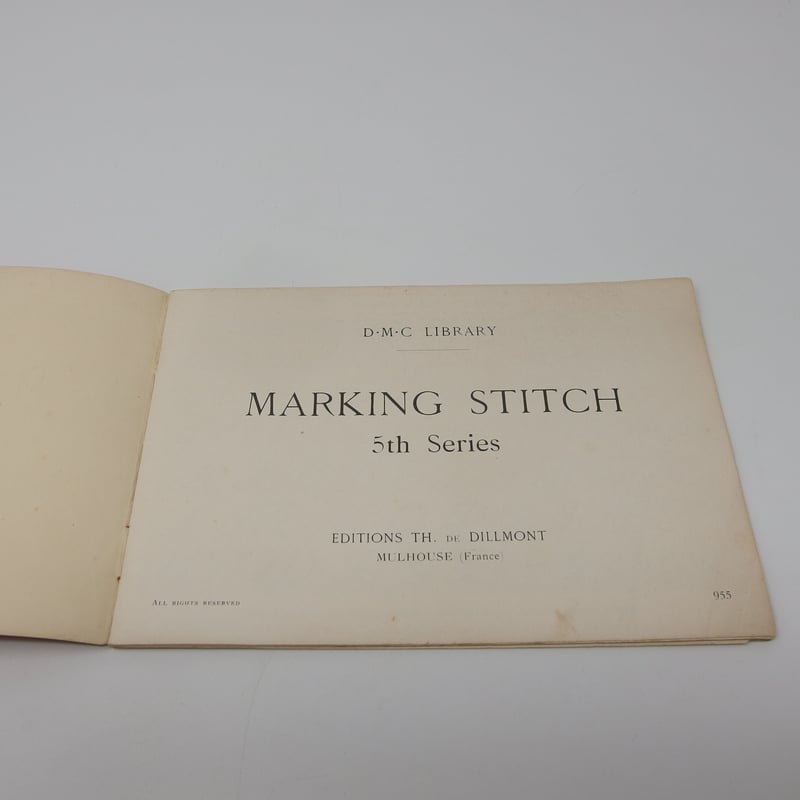 D·M·C LIBRARY
MARKING STITCH
5th Series
EDITIONS TH. DE DILLMONT
MULHOUSE (France)
ALL RIGHTS RESERVED
955